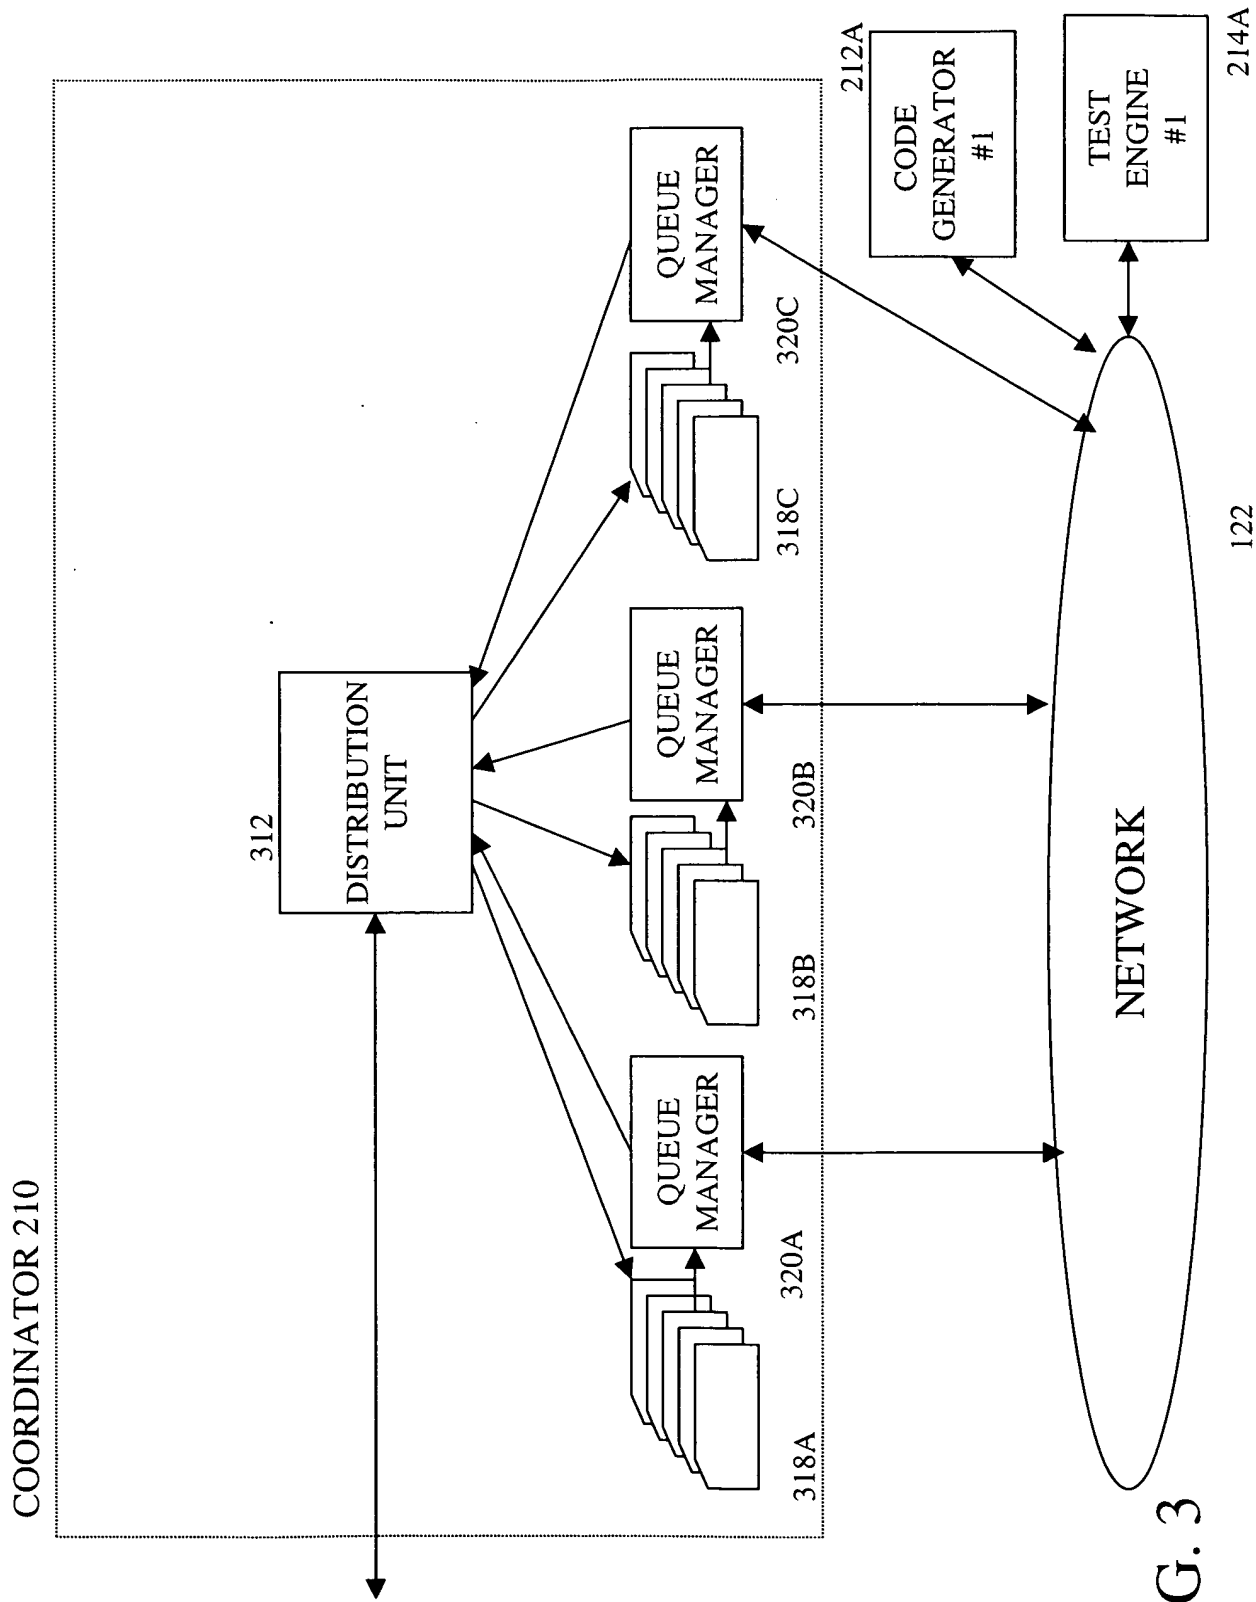 COORDINATOR 210
312
DISTRIBUTION
UNIT
QUEUE
MANAGER
QUEUE
MANAGER
QUEUE
MANAGER
318A
320A
318B
320B
318C
320C
212A
CODE
GENERATOR
#1
NETWORK
122
TEST
ENGINE
#1
214A
G. 3